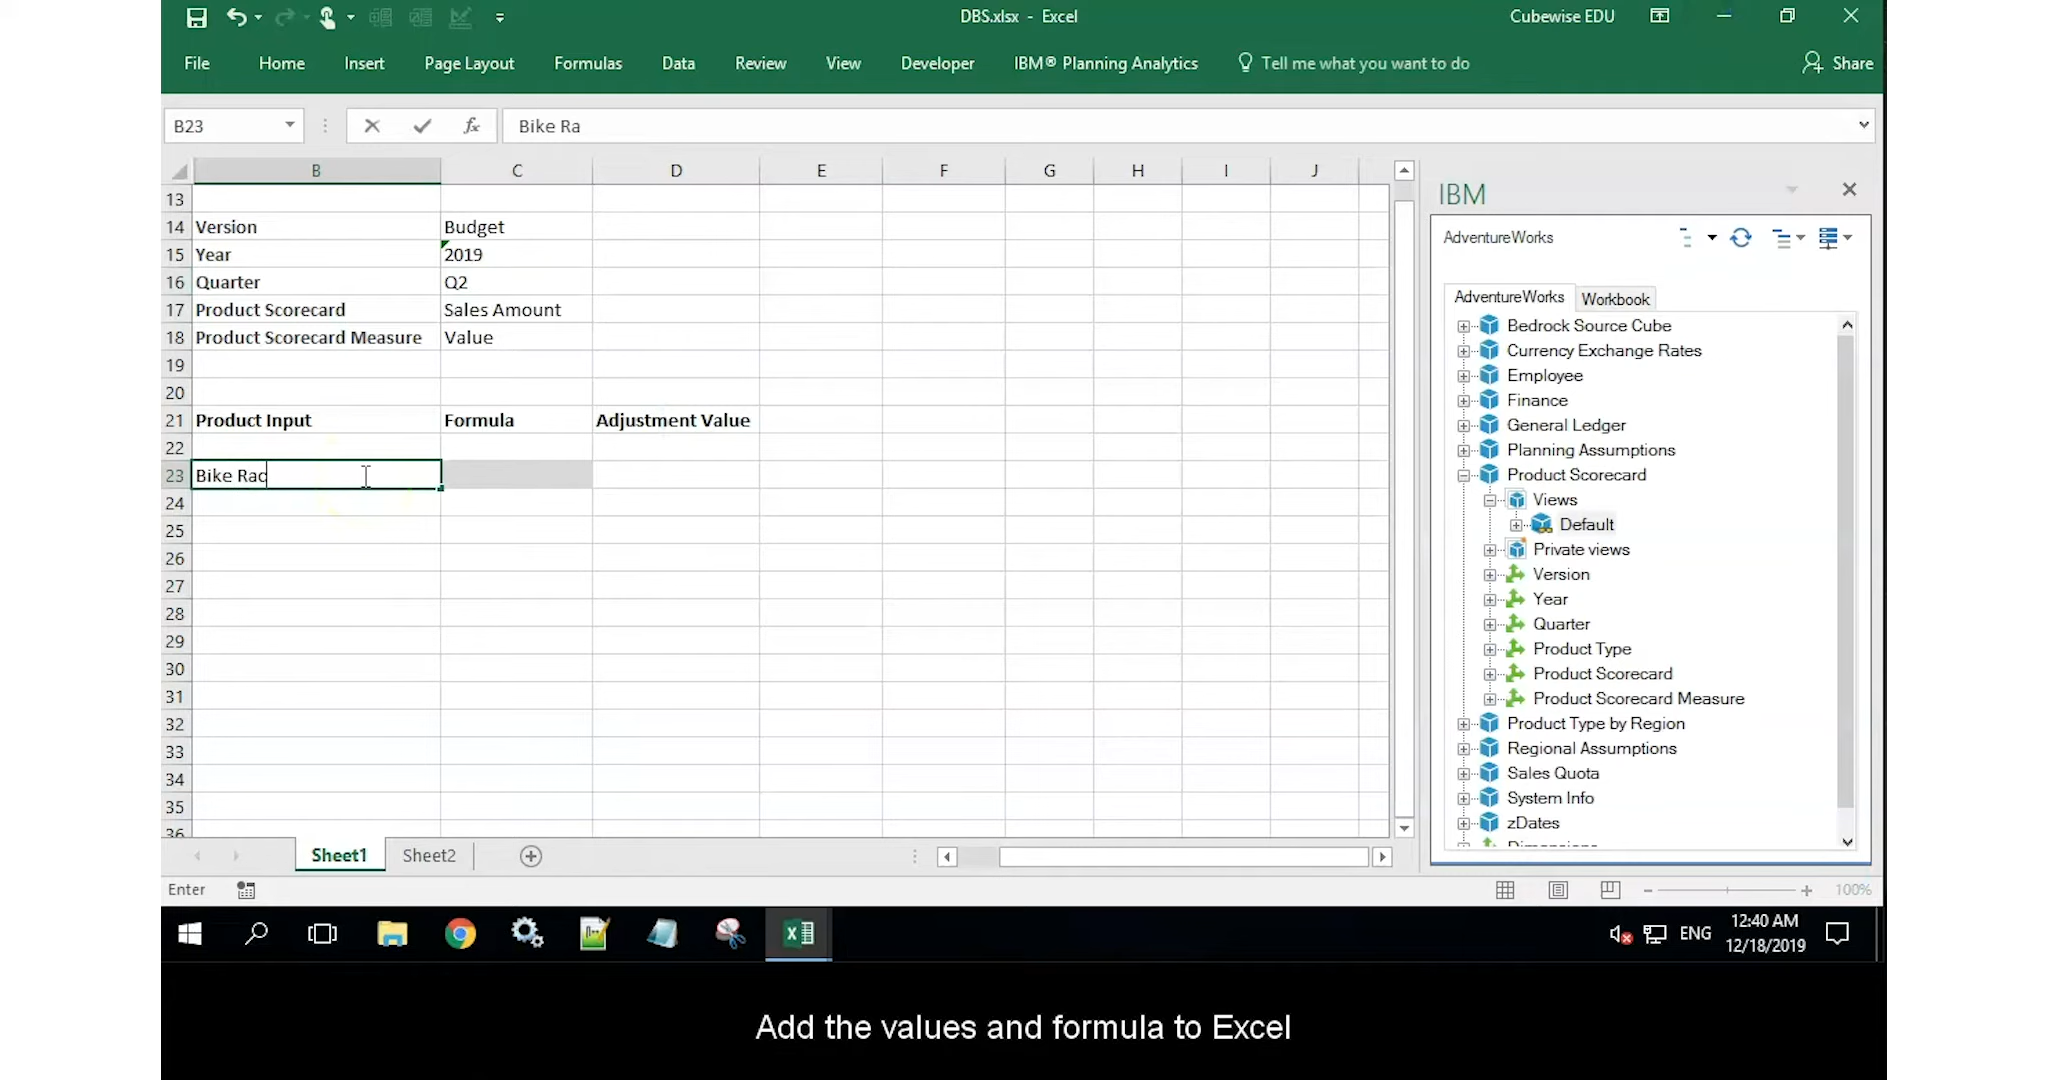 DBS.xlsx - Excel
Cubewise EDU
File Home Insert Page Layout Formulas Data Review View Developer IBM® Planning Analytics Tell me what you want to do Share
B23 fx Bike Ra
B C D E F G H I J
13
14 Version Budget
15 Year 2019
16 Quarter Q2
17 Product Scorecard Sales Amount
18 Product Scorecard Measure Value
19
20
21 Product Input Formula Adjustment Value
22
23 Bike Rac
24
25
26
27
28
29
30
31
32
33
34
35
36
IBM
AdventureWorks
AdventureWorks Workbook
Bedrock Source Cube
Currency Exchange Rates
Employee
Finance
General Ledger
Planning Assumptions
Product Scorecard
Views
Default
Private views
Version
Year
Quarter
Product Type
Product Scorecard
Product Scorecard Measure
Product Type by Region
Regional Assumptions
Sales Quota
System Info
zDates
Dimensions
Sheet1 Sheet2
Enter 100%
ENG 12:40 AM
12/18/2019
Add the values and formula to Excel